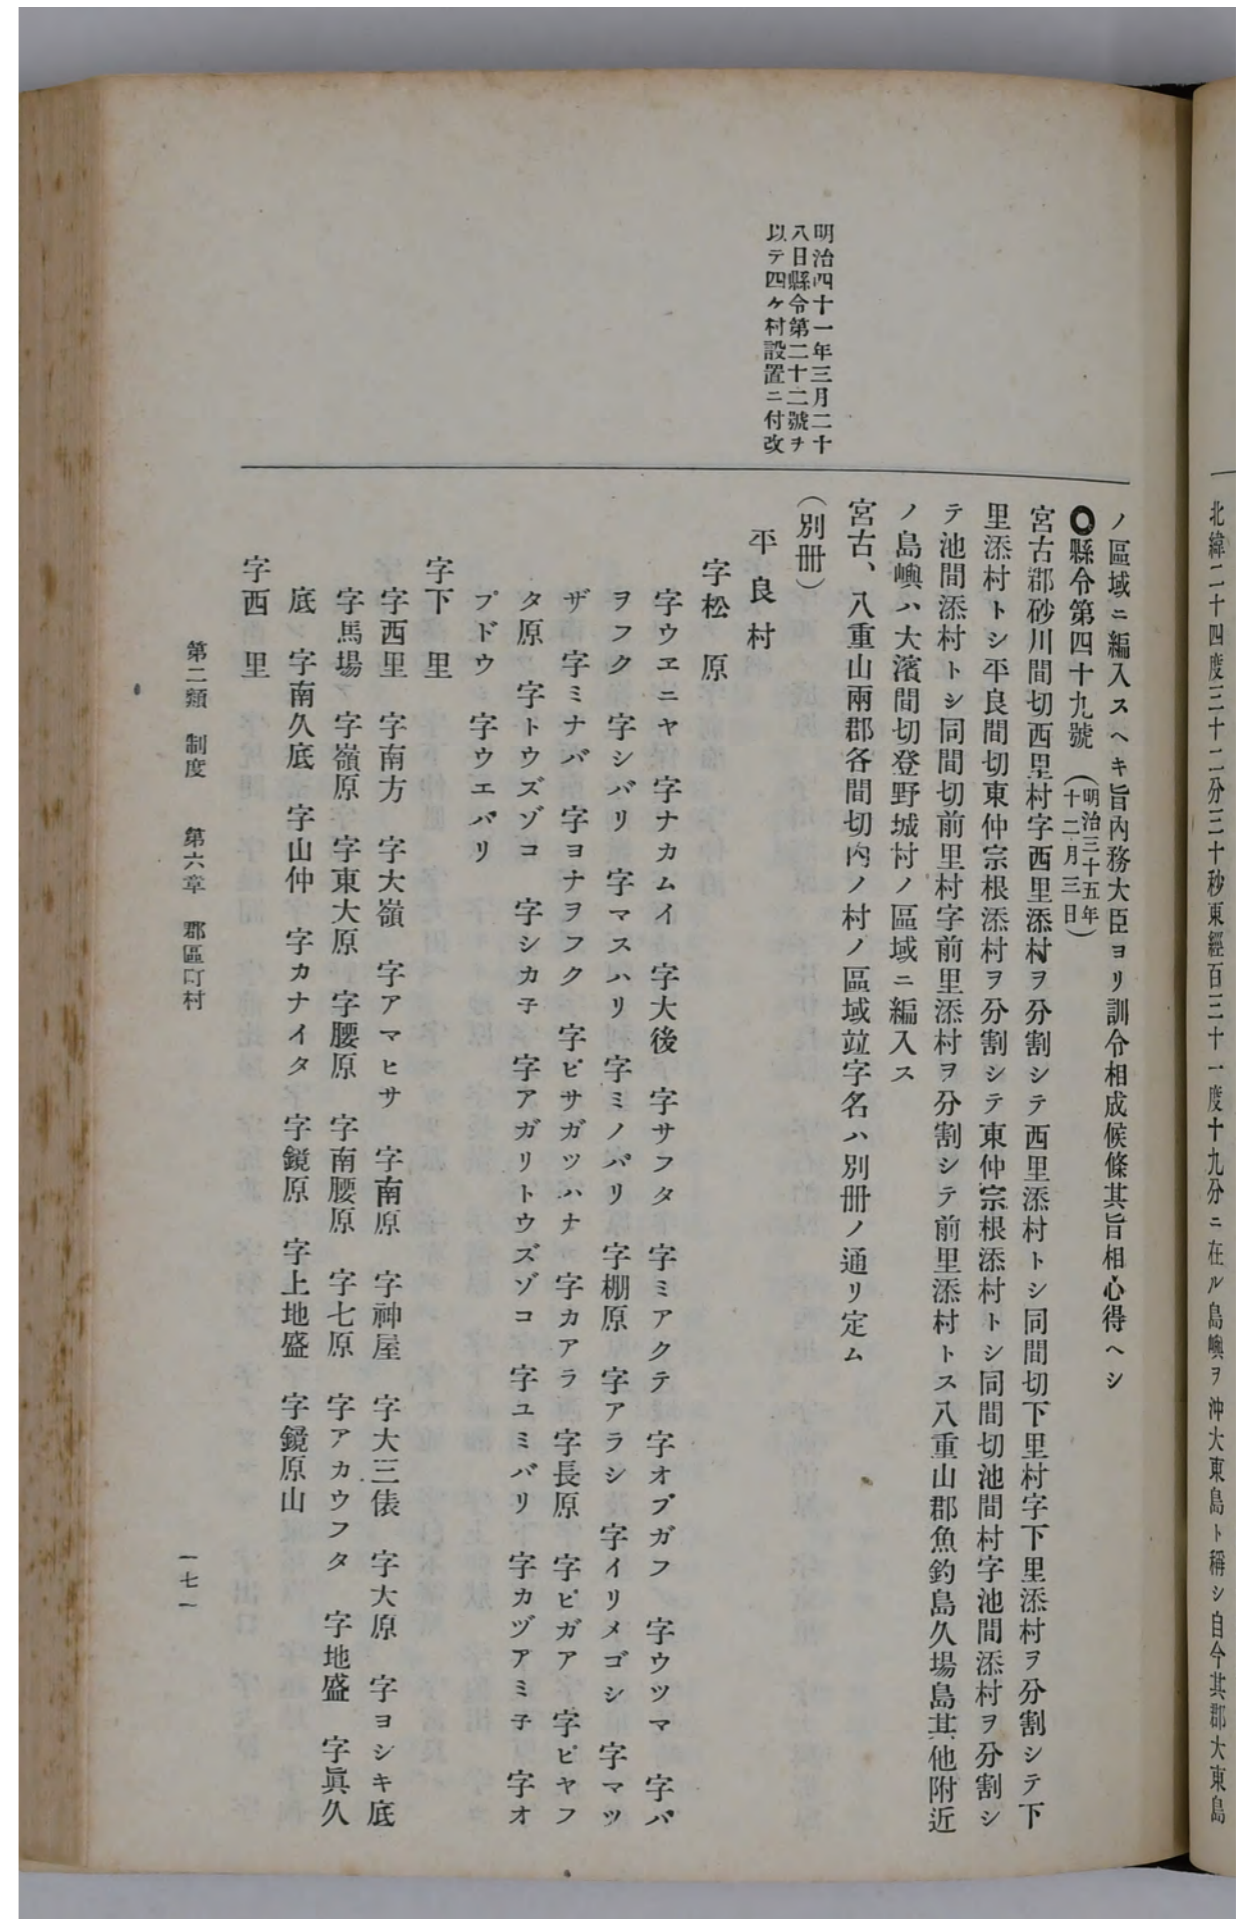 北緯二十四度三十二分三十秒東經百三十一度十九分ニ在ル島嶼ヲ沖大東島ト稱シ自今其郡大東島
ノ區域ニ編入スヘキ旨內務大臣ヨリ訓令相成候條其旨相心得ヘシ
〇縣令第四十九號
（明治三十五年
十二月三日）
宮古郡砂川間切西里村字西里添村ヲ分割シテ西里添村トシ同間切下里村字下里添村ヲ分割シテ下
里添村トシ平良間切東仲宗根添村ヲ分割シテ東仲宗根添村トシ同間切池間村字池間添村ヲ分割シ
テ池間添村トシ同間切前里村字前里添村ヲ分割シテ前里添村トス八重山郡魚釣島久場島其他附近
ノ島嶼ハ大濱間切登野城村ノ區域ニ編入ス
宮古、八重山兩郡各間切內ノ村ノ區域竝字名ハ別冊ノ通リ定ム
明治四十一年三月二十
八日縣令第二十二號ヲ
以テ四ケ村設置ニ付改
（別冊）
平良村
字松原
字ウヱニヤ　字ナカムイ　字大後　字サフタ　字ミアクテ　字オブガフ　字ウツマ　字バ
ヲフク　字シバリ　字マスハリ　字ミノバリ　字棚原　字アラシ　字イリメゴシ　字マツ
ザ　字ミナバ　字ヨナヲフク　字ピサガツハナ　字カアラ　字長原　字ピガア　字ピヤフ
タ原　字トウズゾコ　字シカ子　字アガリトウズゾコ　字ユミバリ　字カヅアミ子　字オ
プドウ　字ウエバリ
字下里
字西里　字南方　字大嶺　字アマヒサ　字南原　字神屋　字大三俵　字大原　字ヨシキ底
字馬場　字嶺原　字東大原　字腰原　字南腰原　字七原　字アカウフタ　字地盛　字眞久
底　字南久底　字山仲　字カナイタ　字鏡原　字上地盛　字鏡原山
字西里
第二類　制度　第六章　郡區町村
一七一